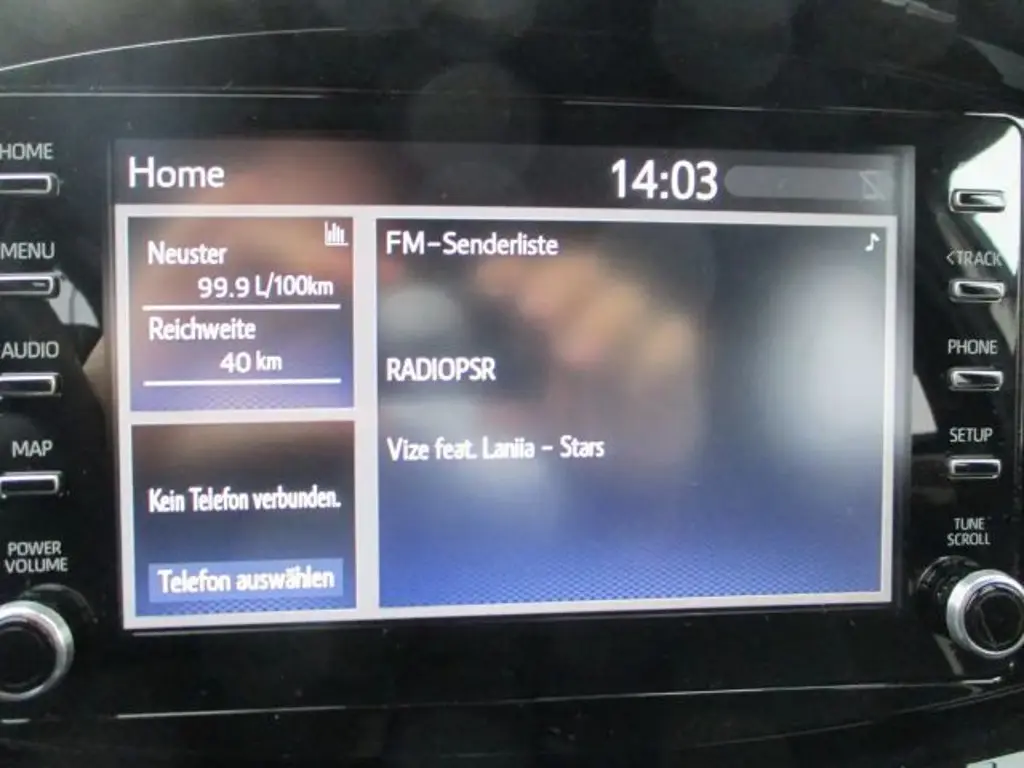 HOME
MENU
AUDIO
MAP
POWER
VOLUME
Home
14:03
Neuster
99.9 L/100km
Reichweite
40 km
Kein Telefon verbunden.
Telefon auswählen
FM-Senderliste
RADIOPSR
Vize feat. Laniia - Stars
<TRACK
PHONE
SETUP
TUNE
SCROLL